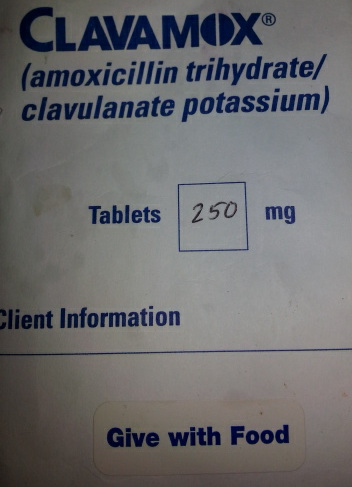 CLAVAMOX®
(amoxicillin trihydrate/
clavulanate potassium)
Tablets 250 mg
Client Information
Give with Food